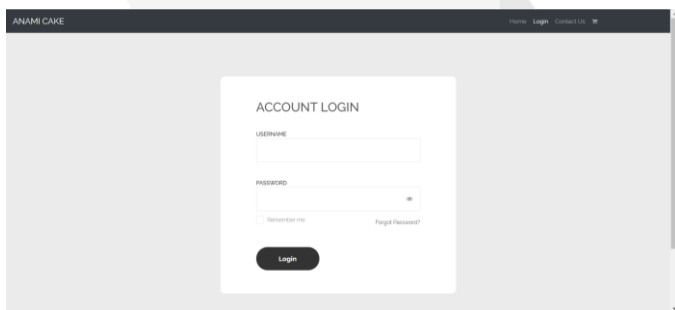 ANAMI CAKE
Home Login Contact Us
ACCOUNT LOGIN
USERNAME
PASSWORD
Remember me Forgot Password?
Login